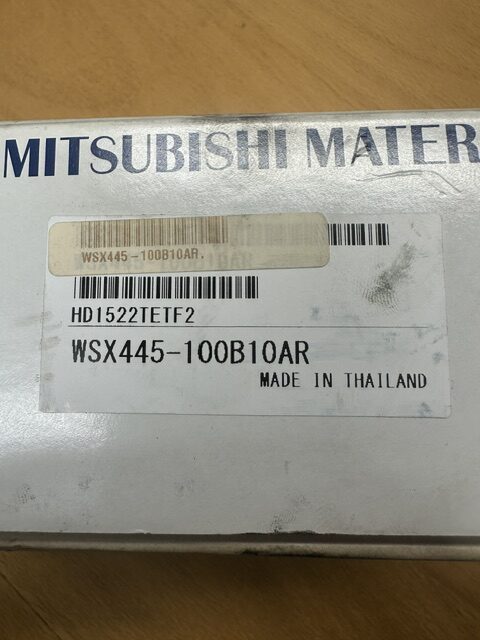 MITSUBISHI MATER
WSX445-100B10AR.
HD1522TETF2
WSX445-100B10AR
MADE IN THAILAND